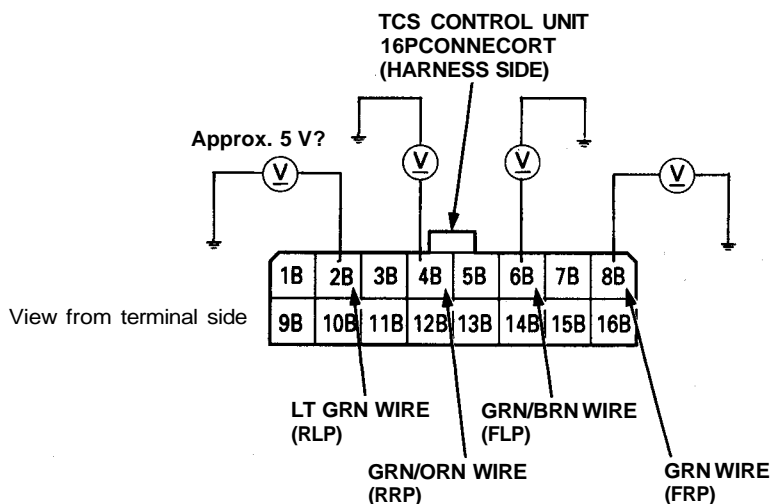 TCS CONTROL UNIT
16PCONNECORT
(HARNESS SIDE)
Approx. 5 V?
V
V
V
V
1B 2B 3B 4B 5B 6B 7B 8B
View from terminal side
9B 10B 11B 12B 13B 14B 15B 16B
LT GRN WIRE
(RLP)
GRN/BRN WIRE
(FLP)
GRN/ORN WIRE
(RRP)
GRN WIRE
(FRP)